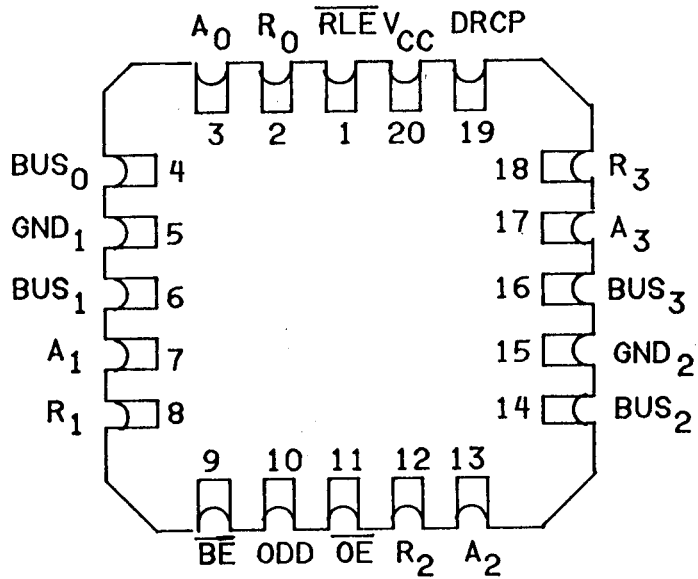 A0 R0 RLE VCC DRCP
3 2 1 20 19
BUS0 4 18 R3
GND1 5 17 A3
BUS1 6 16 BUS3
A1 7 15 GND2
R1 8 14 BUS2
9 10 11 12 13
BE ODD OE R2 A2